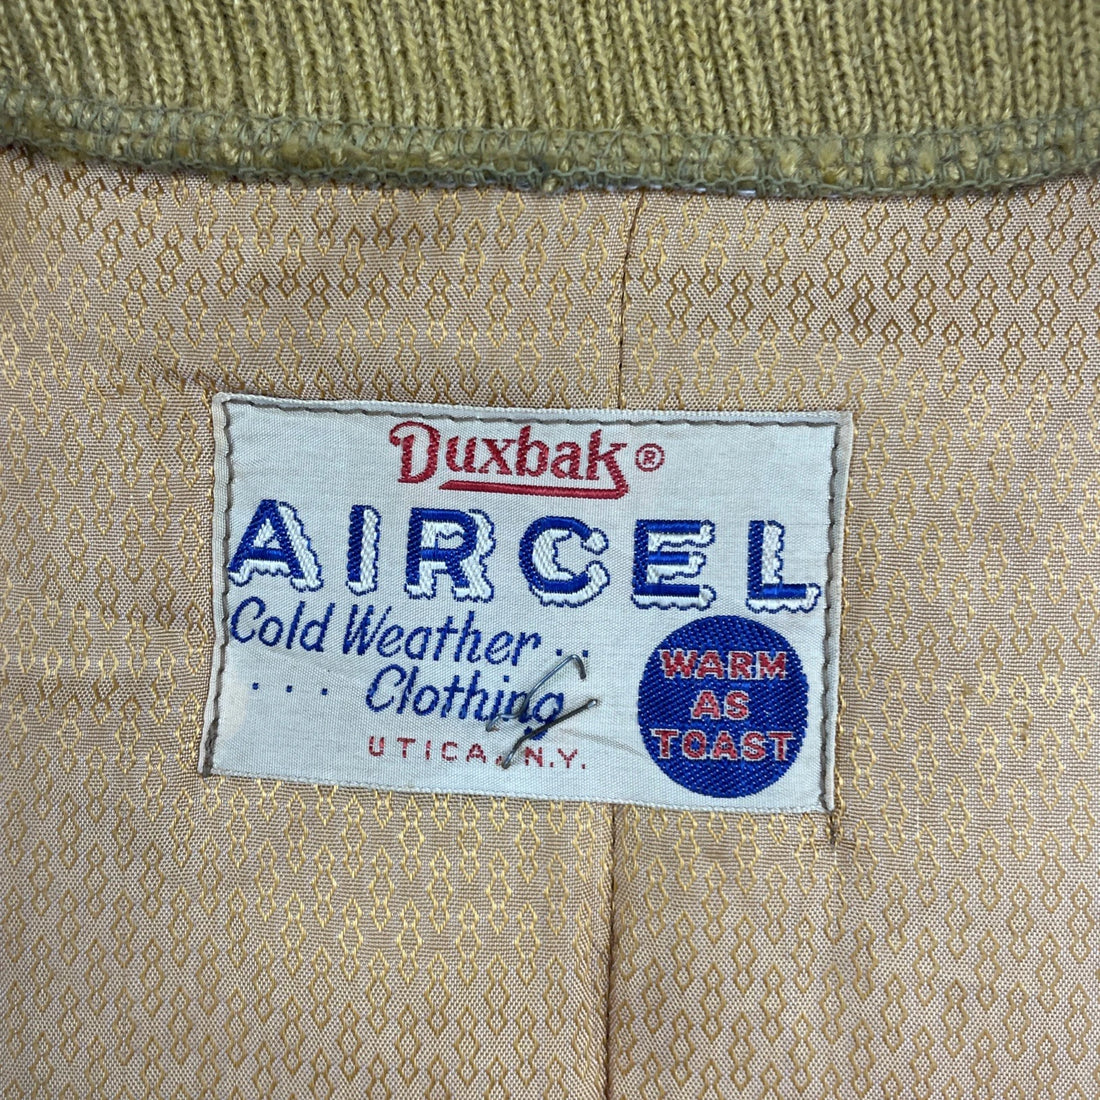 Duxbak®
AIRCEL
Cold Weather ..
... Clothing
UTICA, N.Y.
WARM
AS
TOAST